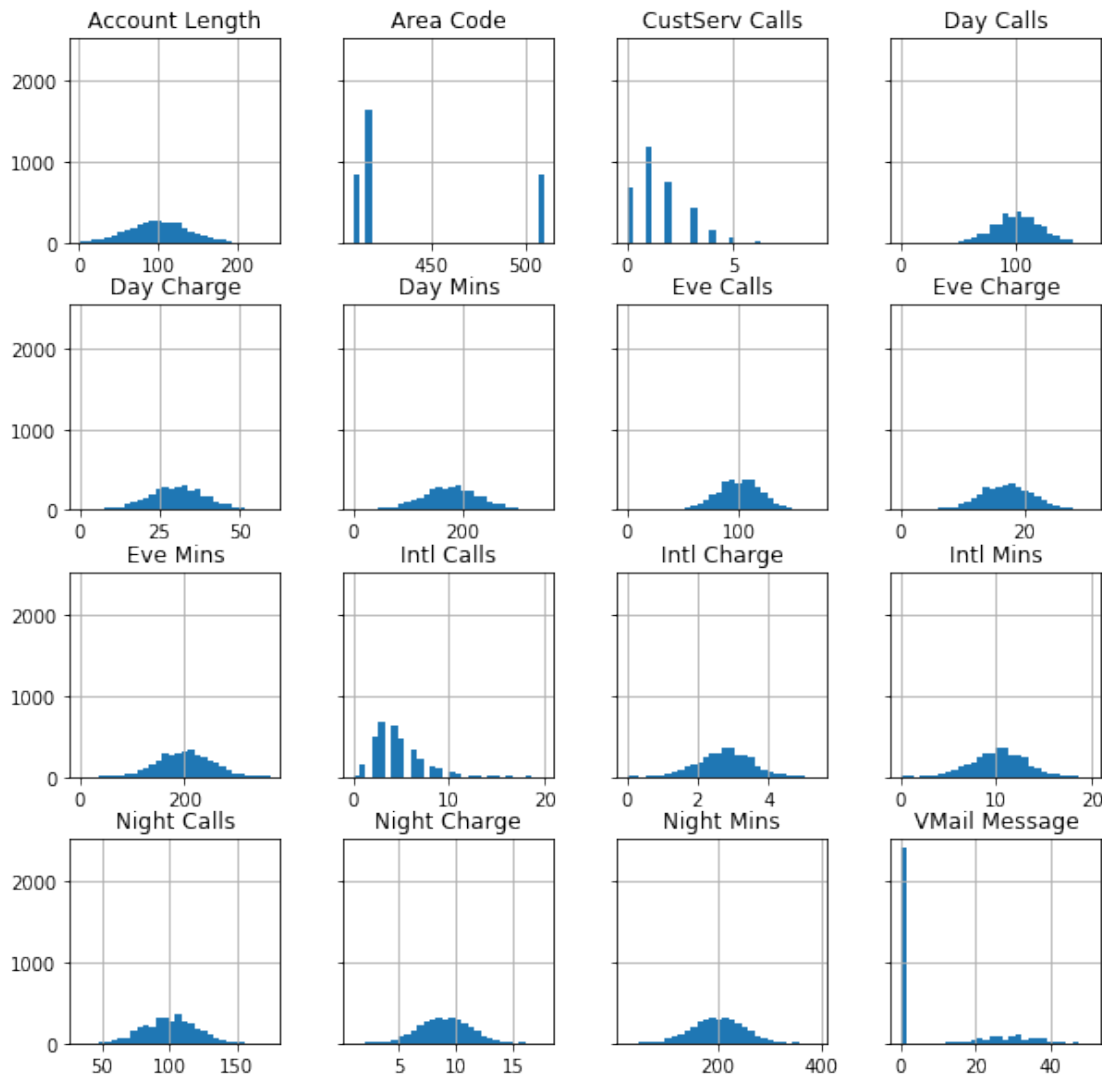 Account Length Area Code CustServ Calls Day Calls
2000
1000
0
0 100 200 450 500 0 5 0 100
Day Charge Day Mins Eve Calls Eve Charge
2000
1000
0
0 25 50 0 200 0 100 0 20
Eve Mins Intl Calls Intl Charge Intl Mins
2000
1000
0
0 200 0 10 20 0 2 4 0 10 20
Night Calls Night Charge Night Mins VMail Message
2000
1000
0
50 100 150 5 10 15 200 400 0 20 40